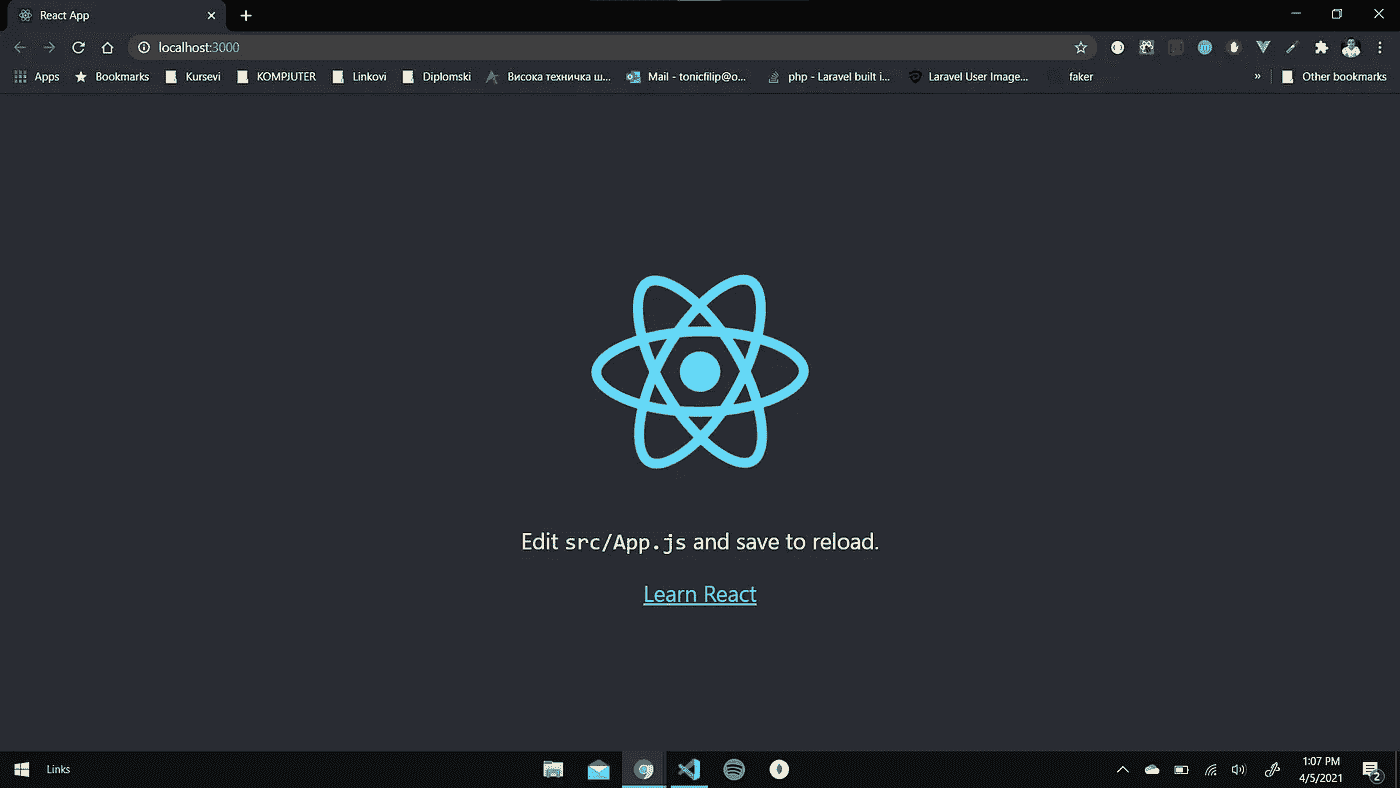 React App
localhost:3000
Apps Bookmarks Kursevi KOMPJUTER Linkovi Diplomski Висока техничка ш... Mail - tonicfilip@o... php - Laravel built i... Laravel User Image... faker » Other bookmarks
Edit src/App.js and save to reload.
Learn React
Links
1:07 PM
4/5/2021
2